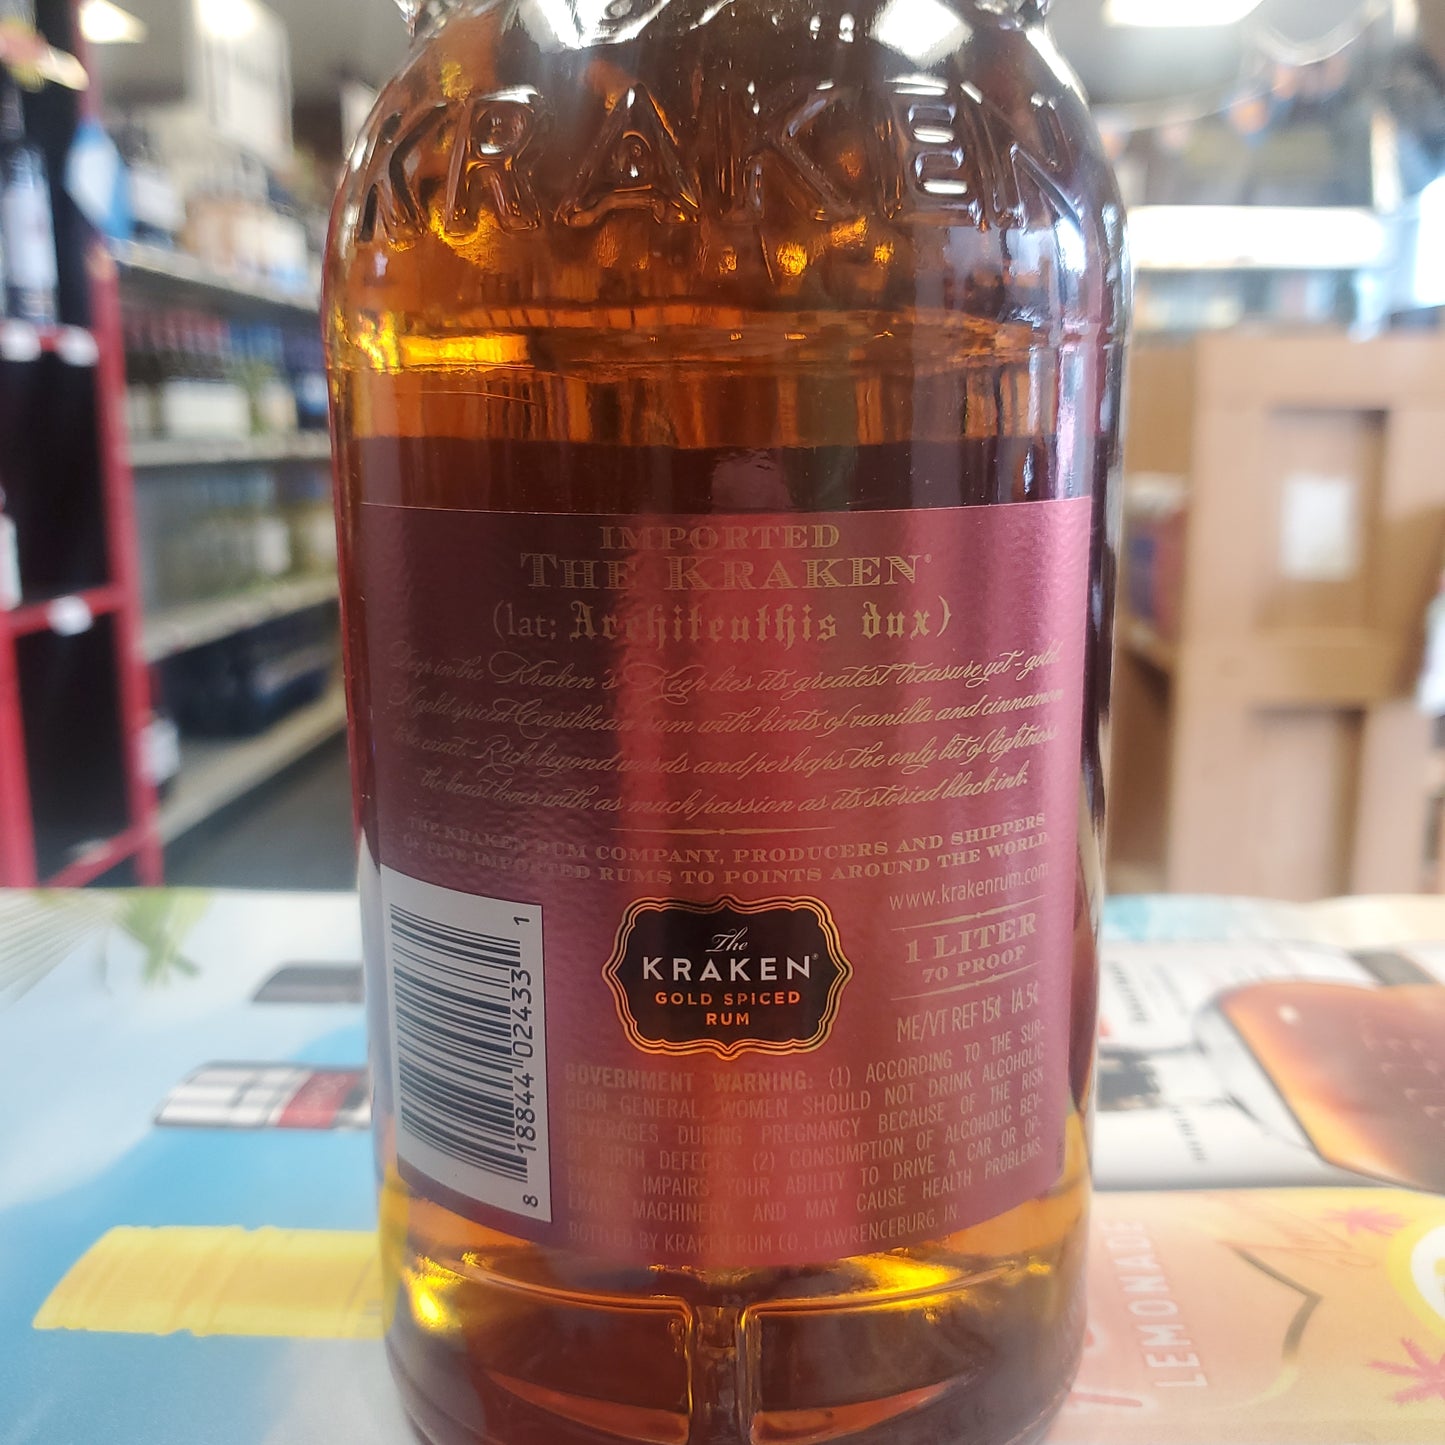 KRAKEN
IMPORTED
THE KRAKEN®
(lat: Architeuthis dux)
Deep in the Kraken's Keep lies its greatest treasure yet - gold.
A gold spiced Caribbean rum with hints of vanilla and cinnamon
to be exact. Rich beyond words and perhaps the only bit of lightness
the beast loves with as much passion as its storied black ink.
THE KRAKEN RUM COMPANY, PRODUCERS AND SHIPPERS
OF FINE IMPORTED RUMS TO POINTS AROUND THE WORLD.
www.krakenrum.com
1 LITER
70 PROOF
ME/VT REF 15¢ IA 5¢
The
KRAKEN®
GOLD SPICED
RUM
8 18844 02433 1
GOVERNMENT WARNING: (1) ACCORDING TO THE SUR-
GEON GENERAL, WOMEN SHOULD NOT DRINK ALCOHOLIC
BEVERAGES DURING PREGNANCY BECAUSE OF THE RISK
OF BIRTH DEFECTS. (2) CONSUMPTION OF ALCOHOLIC BEV-
ERAGES IMPAIRS YOUR ABILITY TO DRIVE A CAR OR OP-
ERATE MACHINERY, AND MAY CAUSE HEALTH PROBLEMS.
BOTTLED BY KRAKEN RUM CO., LAWRENCEBURG, IN
LEMONADE